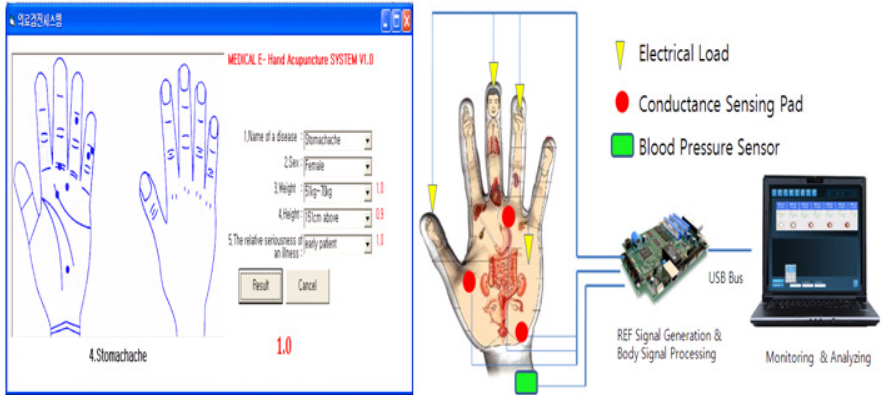 의료검진시스템
MEDICAL E- Hand Acupuncture SYSTEM V1.0
1,Name of a disease : Stomachache
2,Sex : Female
3,Weight : 51kg~70kg 1,0
4,Height : 151cm above 0,9
5,The relative seriousness of
an illness : early patient 1,0
Result Cancel
4.Stomachache
1.0
Electrical Load
Conductance Sensing Pad
Blood Pressure Sensor
USB Bus
REF Signal Generation &
Body Signal Processing
Monitoring & Analyzing